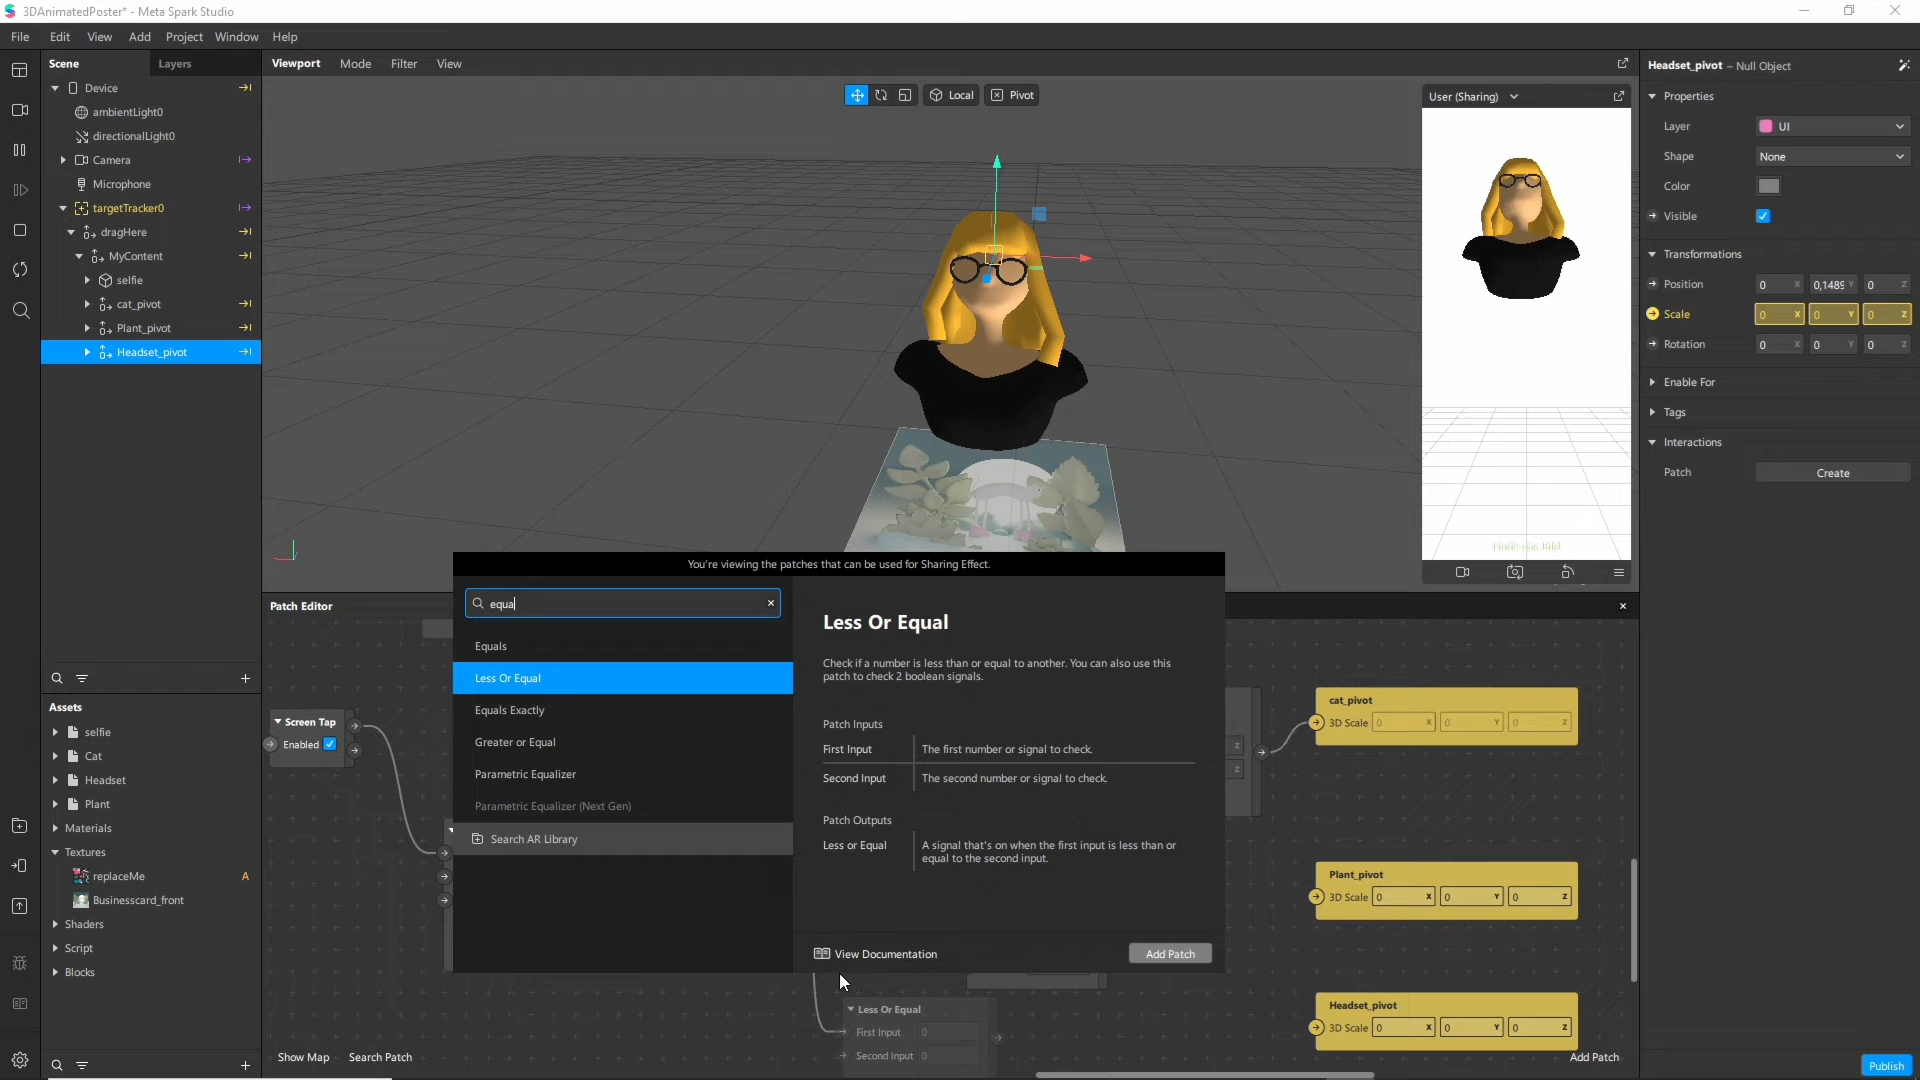 3DAnimatedPoster* - Meta Spark Studio
File Edit View Add Project Window Help
Scene Layers
Device
ambientLight0
directionalLight0
Camera
Microphone
targetTracker0
dragHere
MyContent
selfie
cat_pivot
Plant_pivot
Headset_pivot
Assets
selfie
Cat
Headset
Plant
Materials
Textures
replaceMe A
Businesscard_front
Shaders
Script
Blocks
Viewport Mode Filter View
Local Pivot
User (Sharing)
Headset_pivot – Null Object
Properties
Layer UI
Shape None
Color
Visible
Transformations
Position 0 X 0,1489 Y 0 Z
Scale 0 X 0 Y 0 Z
Rotation 0 X 0 Y 0 Z
Enable For
Tags
Interactions
Patch Create
Patch Editor
Screen Tap
Enabled
You're viewing the patches that can be used for Sharing Effect.
equa
Equals
Less Or Equal
Equals Exactly
Greater or Equal
Parametric Equalizer
Parametric Equalizer (Next Gen)
Search AR Library
Less Or Equal
Check if a number is less than or equal to another. You can also use this
patch to check 2 boolean signals.
Patch Inputs
First Input The first number or signal to check.
Second Input The second number or signal to check.
Patch Outputs
Less or Equal A signal that's on when the first input is less than or
equal to the second input.
View Documentation Add Patch
Z
Z
cat_pivot
3D Scale 0 X 0 Y 0 Z
Plant_pivot
3D Scale 0 X 0 Y 0 Z
Headset_pivot
3D Scale 0 X 0 Y 0 Z
Less Or Equal
First Input 0
Second Input 0
Show Map Search Patch
Add Patch
Publish